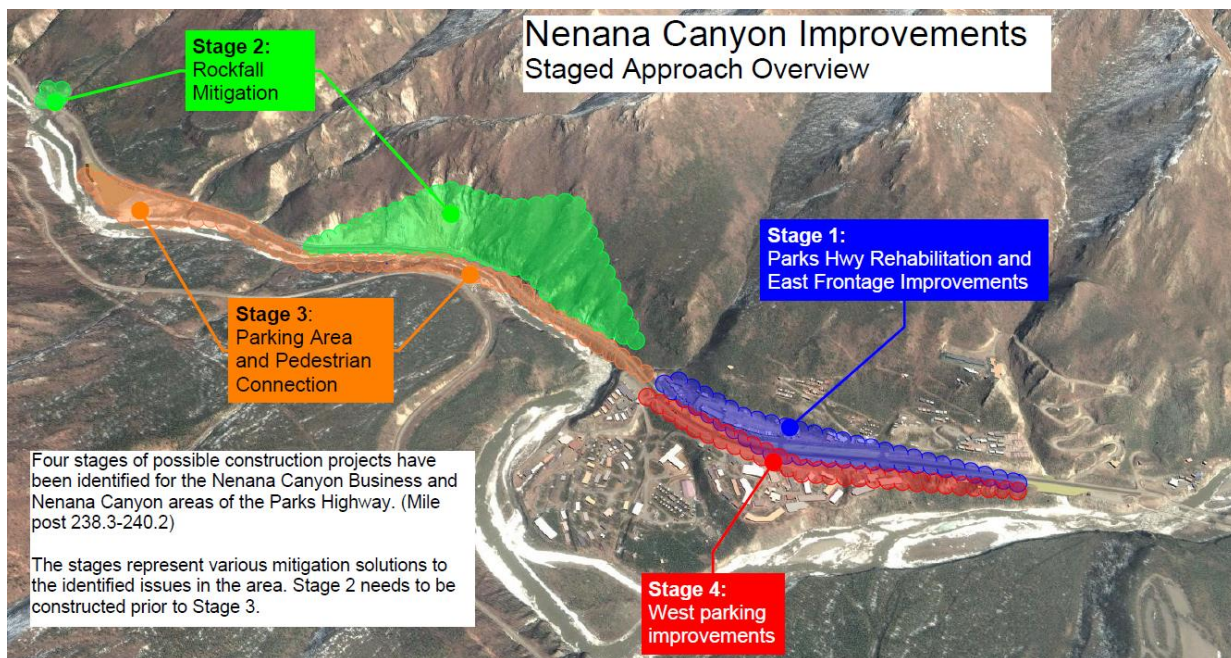 Nenana Canyon Improvements
Staged Approach Overview
Stage 2:
Rockfall
Mitigation
Stage 1:
Parks Hwy Rehabilitation and
East Frontage Improvements
Stage 3:
Parking Area
and Pedestrian
Connection
Four stages of possible construction projects have
been identified for the Nenana Canyon Business and
Nenana Canyon areas of the Parks Highway. (Mile
post 238.3-240.2)
The stages represent various mitigation solutions to
the identified issues in the area. Stage 2 needs to be
constructed prior to Stage 3.
Stage 4:
West parking
improvements